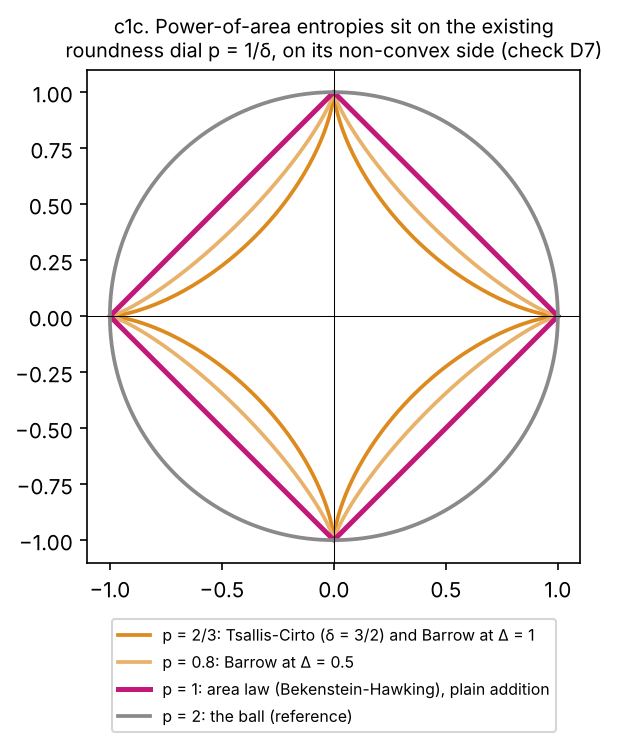 c1c. Power-of-area entropies sit on the existing
roundness dial p = 1/δ, on its non-convex side (check D7)
1.00
0.75
0.50
0.25
0.00
−0.25
−0.50
−0.75
−1.00
−1.0
−0.5
0.0
0.5
1.0
p = 2/3: Tsallis-Cirto (δ = 3/2) and Barrow at Δ = 1
p = 0.8: Barrow at Δ = 0.5
p = 1: area law (Bekenstein-Hawking), plain addition
p = 2: the ball (reference)